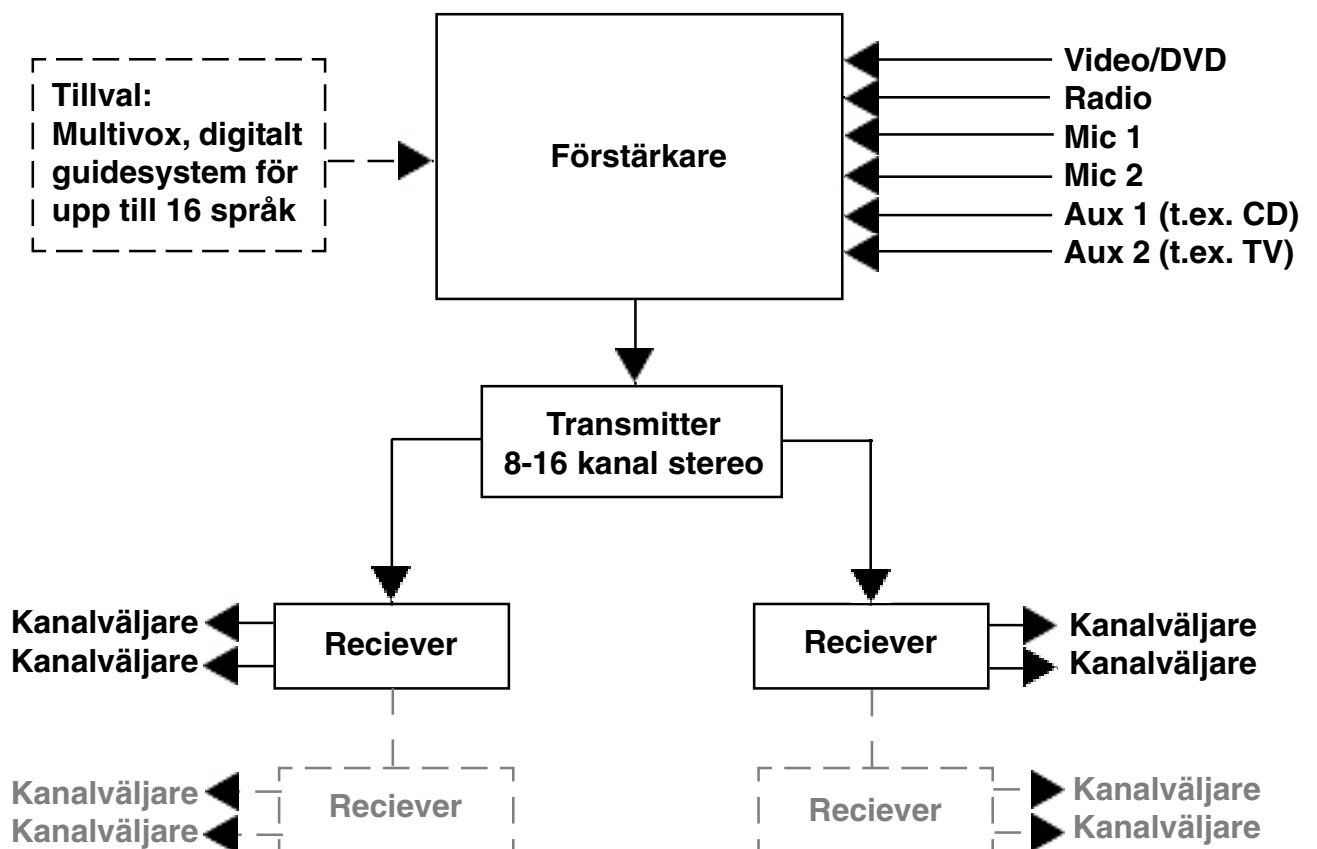 Tillval:
Multivox, digitalt
guidesystem för
upp till 16 språk
Förstärkare
Video/DVD
Radio
Mic 1
Mic 2
Aux 1 (t.ex. CD)
Aux 2 (t.ex. TV)
Transmitter
8-16 kanal stereo
Kanalväljare
Kanalväljare
Reciever
Reciever
Kanalväljare
Kanalväljare
Kanalväljare
Kanalväljare
Reciever
Reciever
Kanalväljare
Kanalväljare